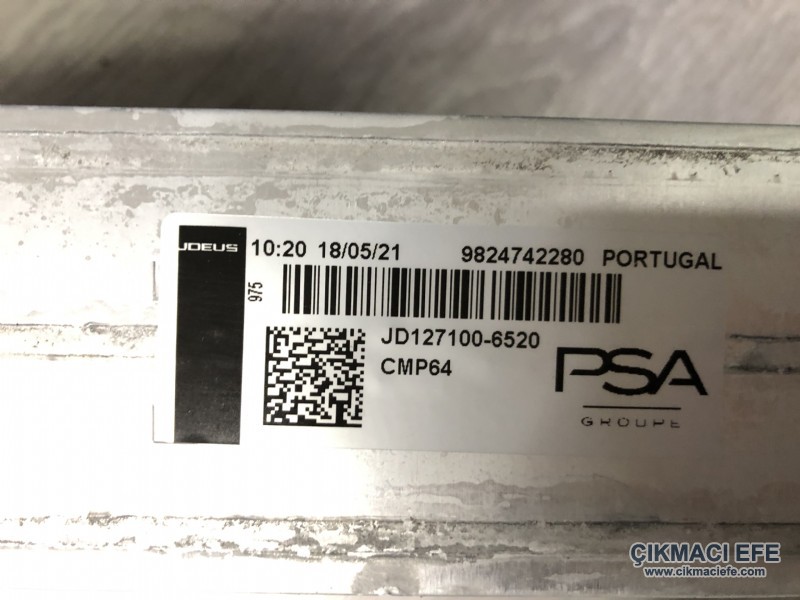 JDEUS 10:20 18/05/21 9824742280 PORTUGAL
975
JD127100-6520
CMP64
PSA
GROUPE
ÇIKMACI EFE
www.cikmaciefe.com